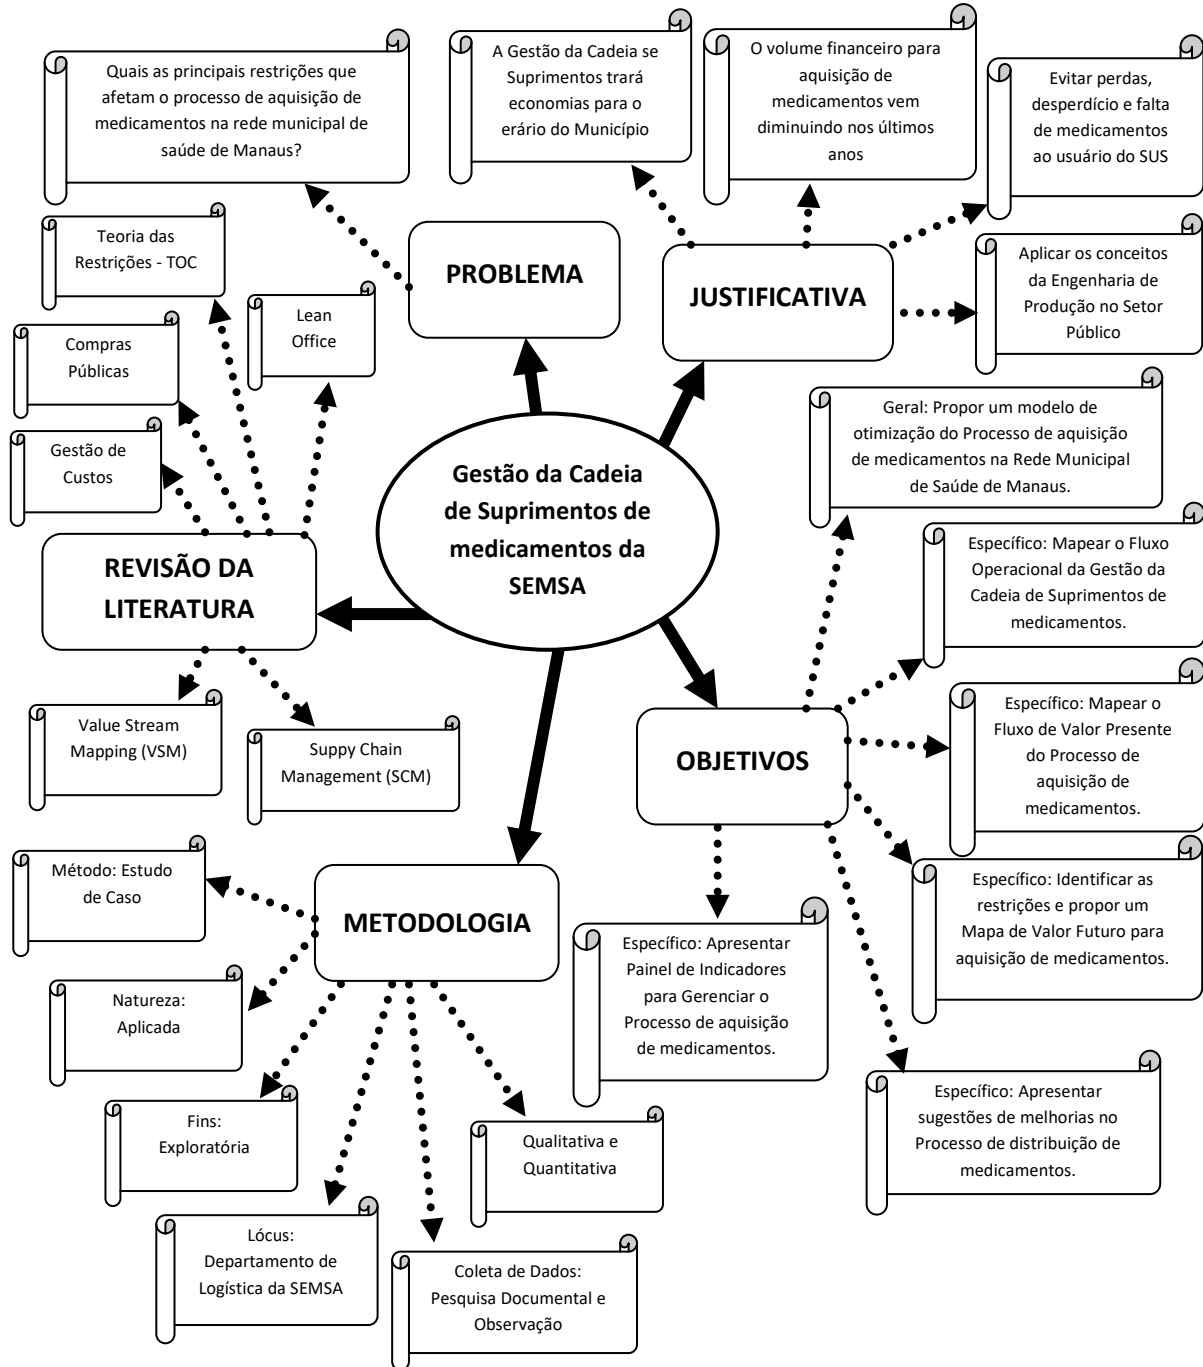 Quais as principais restrições que
afetam o processo de aquisição de
medicamentos na rede municipal de
saúde de Manaus?
A Gestão da Cadeia se
Suprimentos trará
economias para o
erário do Município
O volume financeiro para
aquisição de
medicamentos vem
diminuindo nos últimos
anos
Evitar perdas,
desperdício e falta
de medicamentos
ao usuário do SUS
Teoria das
Restrições - TOC
PROBLEMA
JUSTIFICATIVA
Aplicar os conceitos
da Engenharia de
Produção no Setor
Público
Lean
Office
Compras
Públicas
Gestão de
Custos
Geral: Propor um modelo de
otimização do Processo de aquisição
de medicamentos na Rede Municipal
de Saúde de Manaus.
Gestão da Cadeia
de Suprimentos de
medicamentos da
SEMSA
REVISÃO DA
LITERATURA
Específico: Mapear o Fluxo
Operacional da Gestão da
Cadeia de Suprimentos de
medicamentos.
Value Stream
Mapping (VSM)
Suppy Chain
Management (SCM)
OBJETIVOS
Específico: Mapear o
Fluxo de Valor Presente
do Processo de
aquisição de
medicamentos.
Método: Estudo
de Caso
METODOLOGIA
Específico: Identificar as
restrições e propor um
Mapa de Valor Futuro para
aquisição de medicamentos.
Específico: Apresentar
Painel de Indicadores
para Gerenciar o
Processo de aquisição
de medicamentos.
Natureza:
Aplicada
Fins:
Exploratória
Qualitativa e
Quantitativa
Específico: Apresentar
sugestões de melhorias no
Processo de distribuição de
medicamentos.
Lócus:
Departamento de
Logística da SEMSA
Coleta de Dados:
Pesquisa Documental e
Observação